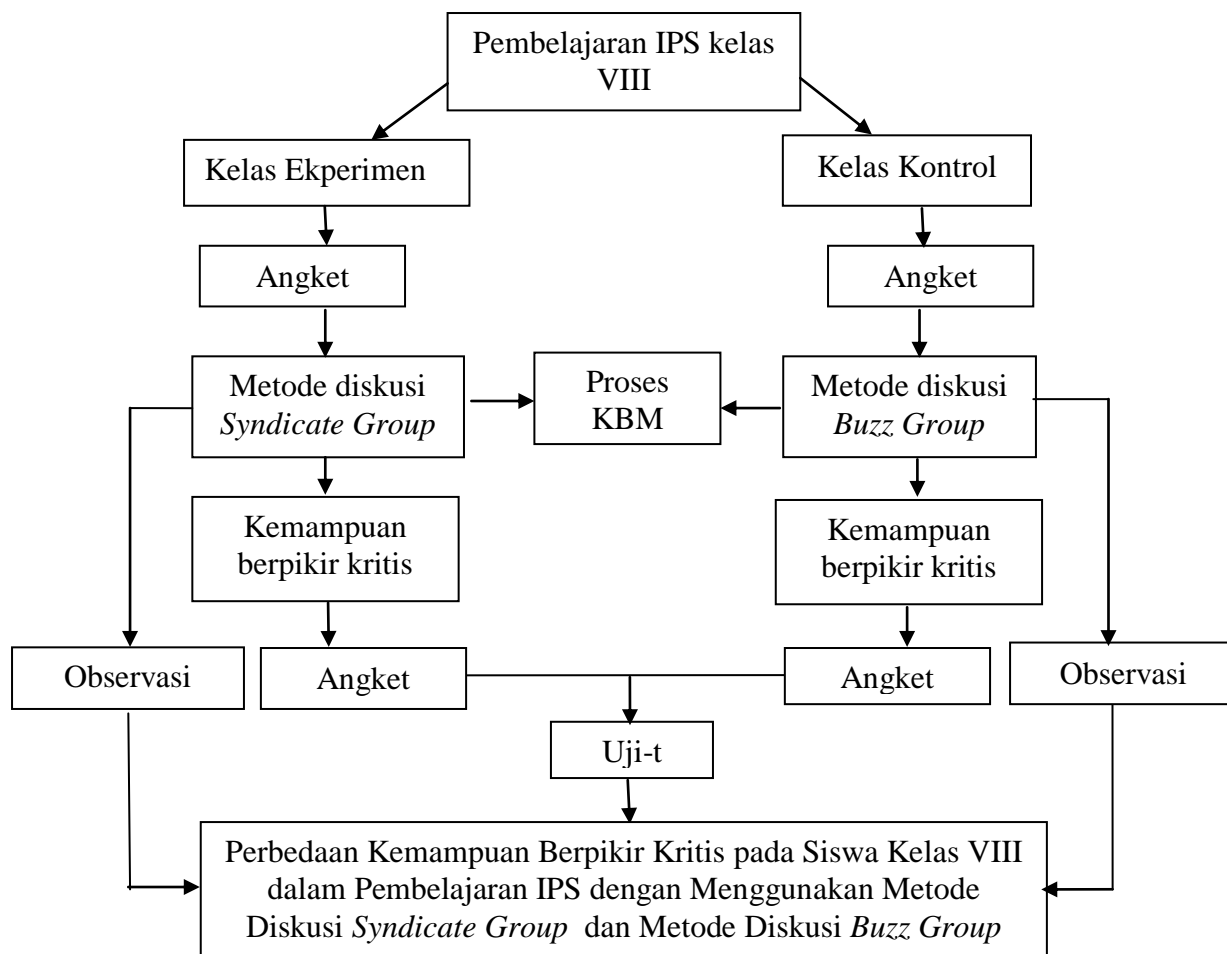 Pembelajaran IPS kelas
VIII
Kelas Ekperimen
Kelas Kontrol
Angket
Angket
Metode diskusi
Syndicate Group
Proses
KBM
Metode diskusi
Buzz Group
Kemampuan
berpikir kritis
Kemampuan
berpikir kritis
Observasi
Angket
Angket
Observasi
Uji-t
Perbedaan Kemampuan Berpikir Kritis pada Siswa Kelas VIII
dalam Pembelajaran IPS dengan Menggunakan Metode
Diskusi Syndicate Group dan Metode Diskusi Buzz Group